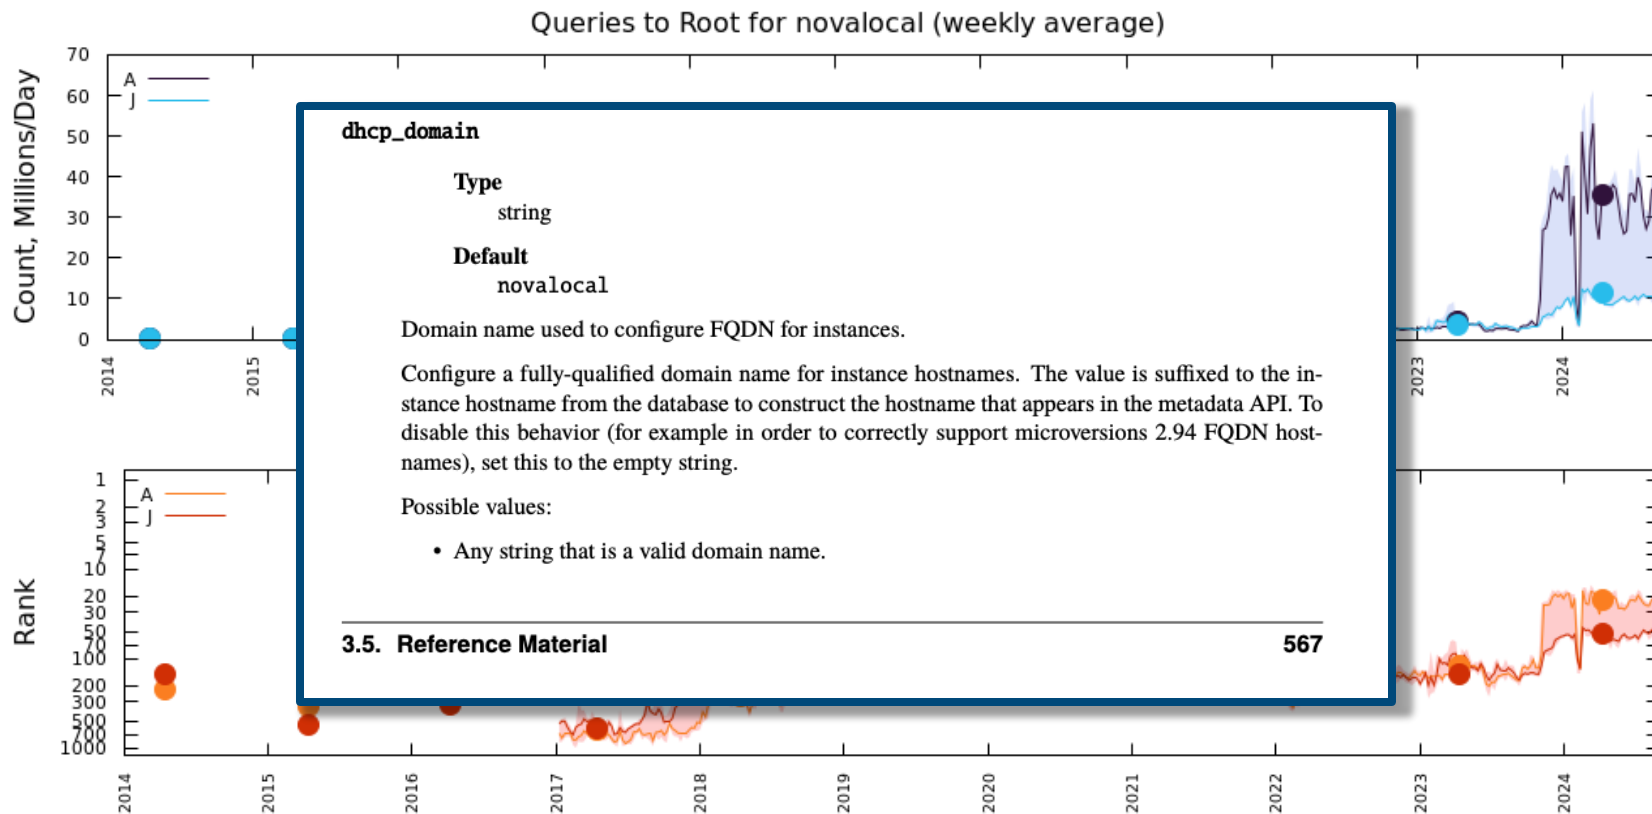 Queries to Root for novalocal (weekly average)
Count, Millions/Day
70
60
50
40
30
20
10
0
A
J
2014
2015
2023
2024
dhcp_domain
Type
string
Default
novalocal
Domain name used to configure FQDN for instances.
Configure a fully-qualified domain name for instance hostnames. The value is suffixed to the in-
stance hostname from the database to construct the hostname that appears in the metadata API. To
disable this behavior (for example in order to correctly support microversions 2.94 FQDN host-
names), set this to the empty string.
Possible values:
• Any string that is a valid domain name.
3.5. Reference Material 567
Rank
1
2
3
5
7
10
20
30
50
70
100
200
300
500
700
1000
A
J
2014
2015
2016
2017
2018
2019
2020
2021
2022
2023
2024